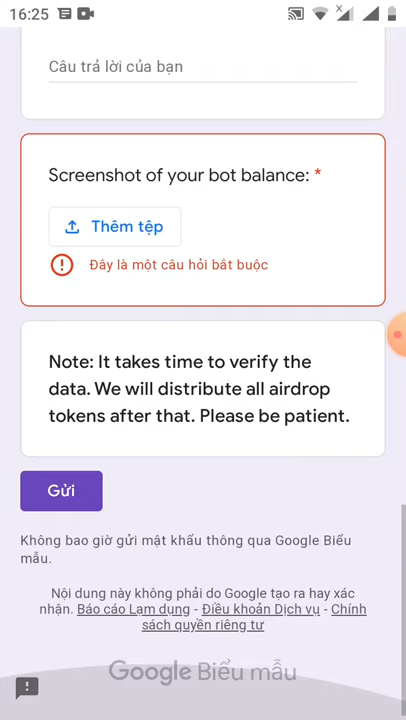 16:25
Câu trả lời của bạn
Screenshot of your bot balance: *
Thêm tệp
Đây là một câu hỏi bắt buộc
Note: It takes time to verify the
data. We will distribute all airdrop
tokens after that. Please be patient.
Gửi
Không bao giờ gửi mật khẩu thông qua Google Biểu
mẫu.
Nội dung này không phải do Google tạo ra hay xác
nhận. Báo cáo Lạm dụng - Điều khoản Dịch vụ - Chính
sách quyền riêng tư
Google Biểu mẫu